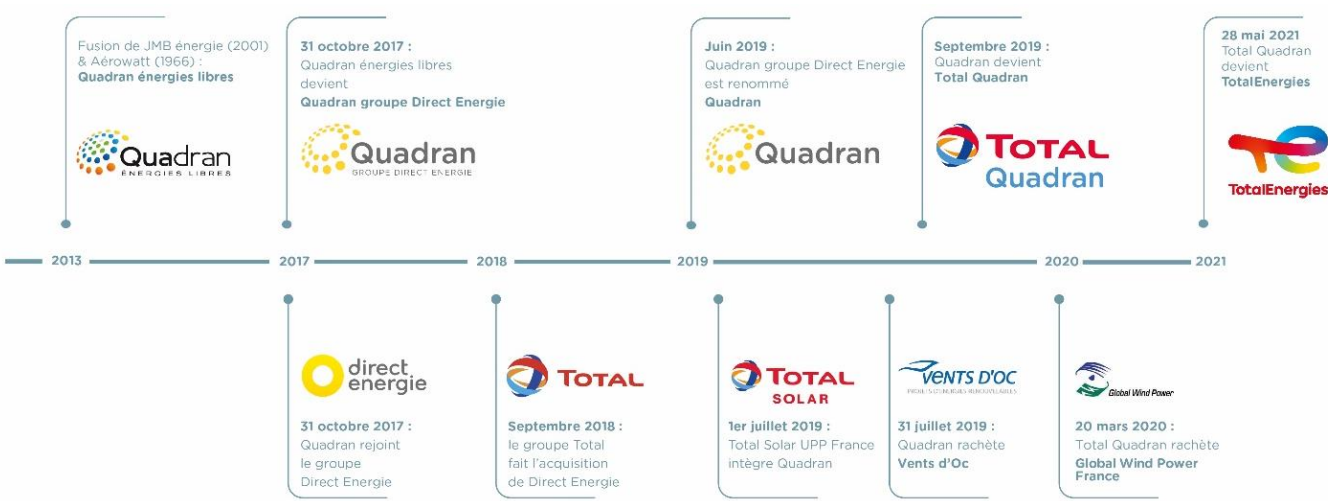 Fusion de JMB énergie (2001)
& Aérowatt (1966) :
Quadran énergies libres
Quadran
ÉNERGIES LIBRES
31 octobre 2017 :
Quadran énergies libres
devient
Quadran groupe Direct Energie
Quadran
GROUPE DIRECT ENERGIE
Juin 2019 :
Quadran groupe Direct Energie
est renommé
Quadran
Quadran
Septembre 2019 :
Quadran devient
Total Quadran
TOTAL
Quadran
28 mai 2021
Total Quadran
devient
TotalEnergies
TotalEnergies
2013
2017
2018
2019
2020
2021
direct
energie
31 octobre 2017 :
Quadran rejoint
le groupe
Direct Energie
TOTAL
Septembre 2018 :
le groupe Total
fait l'acquisition
de Direct Energie
TOTAL
SOLAR
1er juillet 2019 :
Total Solar UPP France
intègre Quadran
VENTS D'OC
31 juillet 2019 :
Quadran rachète
Vents d'Oc
Global Wind Power
20 mars 2020 :
Total Quadran rachète
Global Wind Power
France